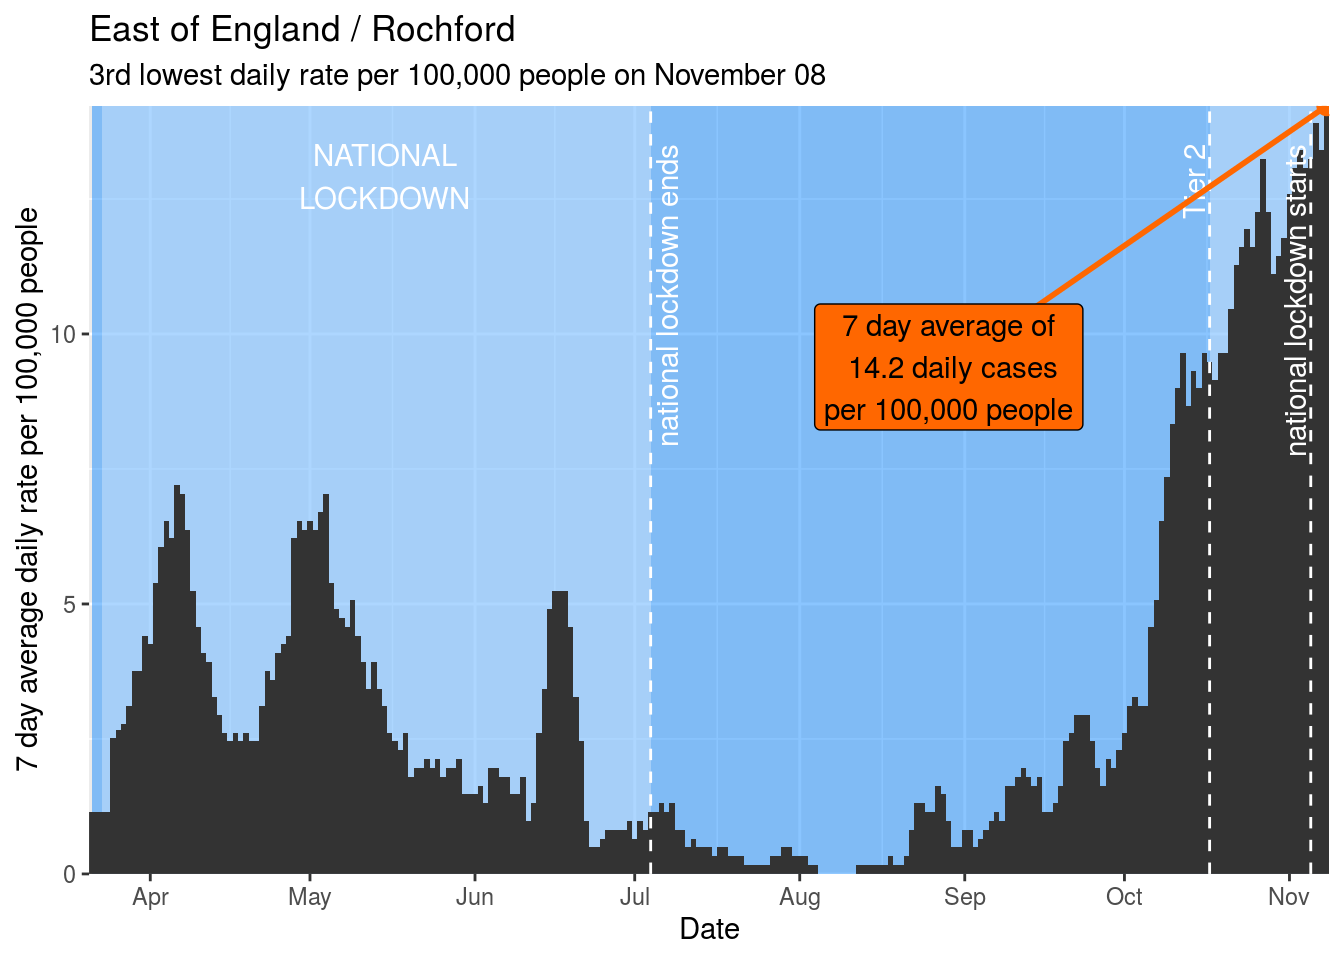 East of England / Rochford
3rd lowest daily rate per 100,000 people on November 08
NATIONAL
LOCKDOWN
national lockdown ends
Tier 2
national lockdown starts
7 day average of
14.2 daily cases
per 100,000 people
7 day average daily rate per 100,000 people
10
5
0
Apr
May
Jun
Jul
Aug
Sep
Oct
Nov
Date